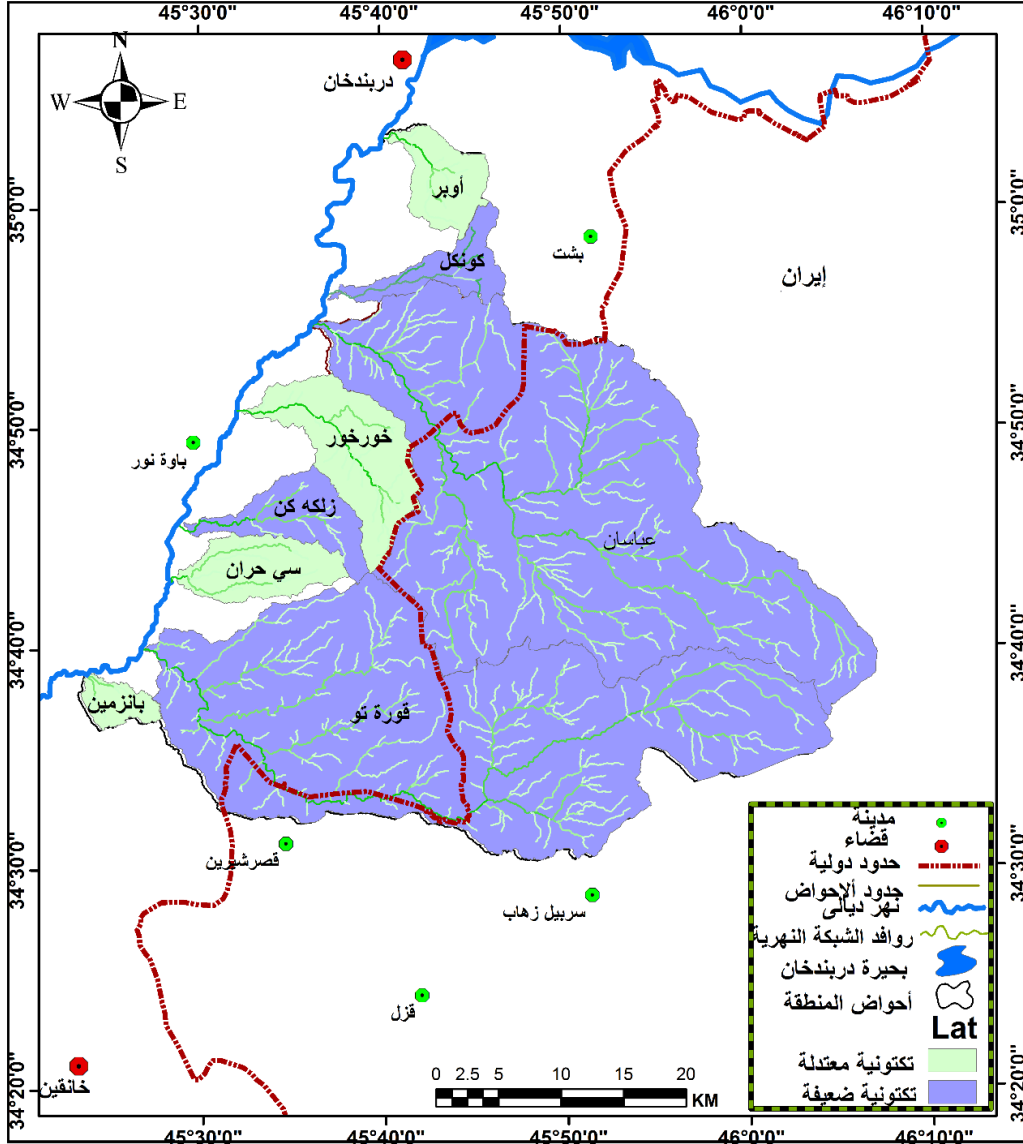 45°30'0"
45°40'0"
45°50'0"
46°0'0"
46°10'0"
N
W
E
S
دربندخان
أوبر
35°0'0"
35°0'0"
كونكل
بشت
إيران
34°50'0"
34°50'0"
خورخور
باوة نور
زلكه كن
عباسان
سي حران
34°40'0"
34°40'0"
بانزمين
قورة تو
قصرشيرين
34°30'0"
34°30'0"
سربيل زهاب
قزل
خانقين
34°20'0"
34°20'0"
0 2.5 5 10 15 20
KM
مدينة
قضاء
حدود دولية
جدود ألإحواض
نهر ديالى
روافد الشبكة النهرية
بحيرة دربندخان
أحواض المنطقة
Lat
تكتونية معتدلة
تكتونية ضعيفة
45°30'0"
45°40'0"
45°50'0"
46°0'0"
46°10'0"